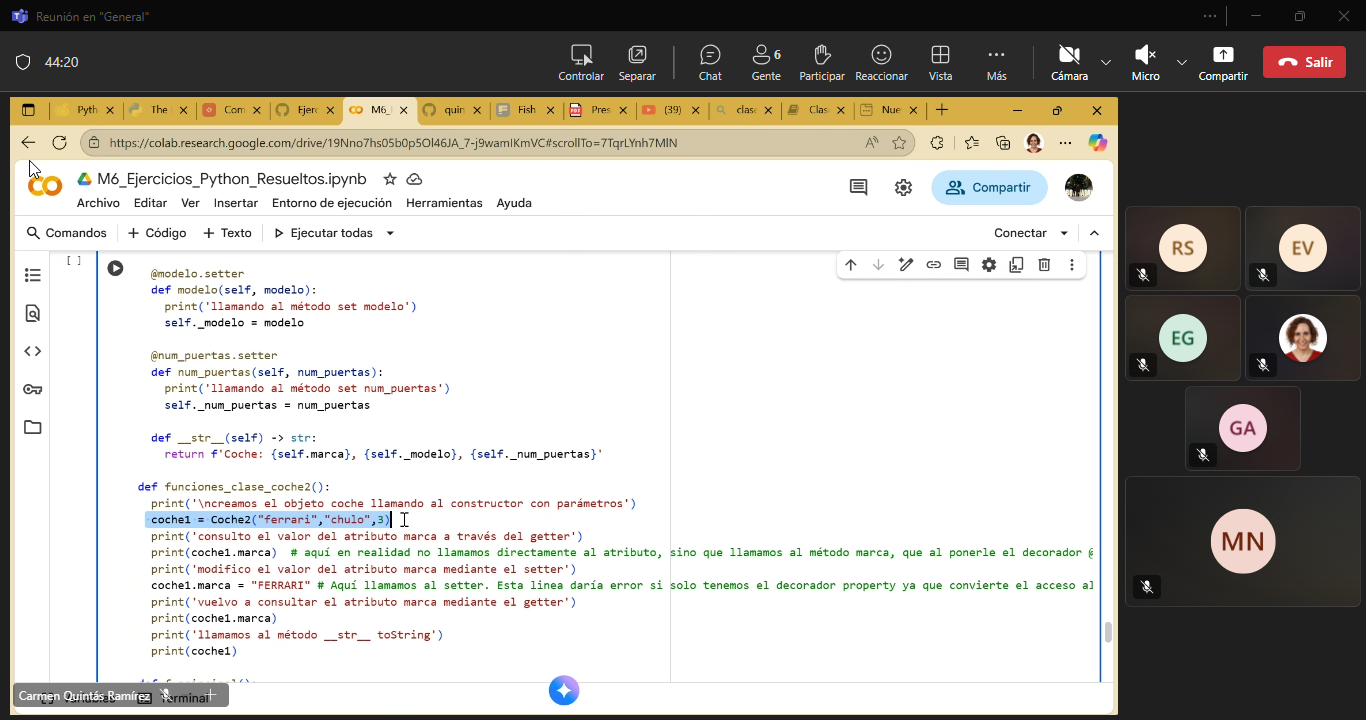 Reunión en "General"
44:20
Controlar
Separar
Chat
Gente
6
Participar
Reaccionar
Vista
Más
Cámara
Micro
Compartir
Salir
Pyth
The
Com
Ejerc
M6_
quin
Fish
Pres
(39)
clas
Clas
Nue
https://colab.research.google.com/drive/19Nno7hs05b0p5Ol46JA_7-j9wamIKmVC#scrollTo=7TqrLYnh7MIN
M6_Ejercicios_Python_Resueltos.ipynb
Archivo Editar Ver Insertar Entorno de ejecución Herramientas Ayuda
Compartir
Comandos + Código + Texto Ejecutar todas
Conectar
[ ]
@modelo.setter
def modelo(self, modelo):
print('llamando al método set modelo')
self._modelo = modelo
@num_puertas.setter
def num_puertas(self, num_puertas):
print('llamando al método set num_puertas')
self._num_puertas = num_puertas
def __str__(self) -> str:
return f'Coche: {self.marca}, {self._modelo}, {self._num_puertas}'
def funciones_clase_coche2():
print('\ncreamos el objeto coche llamando al constructor con parámetros')
coche1 = Coche2("ferrari","chulo",3)
print('consulto el valor del atributo marca a través del getter')
print(coche1.marca) # aquí en realidad no llamamos directamente al atributo, sino que llamamos al método marca, que al ponerle el decorador @
print('modifico el valor del atributo marca mediante el setter')
coche1.marca = "FERRARI" # Aquí llamamos al setter. Esta linea daría error si solo tenemos el decorador property ya que convierte el acceso al
print('vuelvo a consultar el atributo marca mediante el getter')
print(coche1.marca)
print('llamamos al método __str__ toString')
print(coche1)
Carmen Quintás Ramírez
Terminal
RS
EV
EG
GA
MN